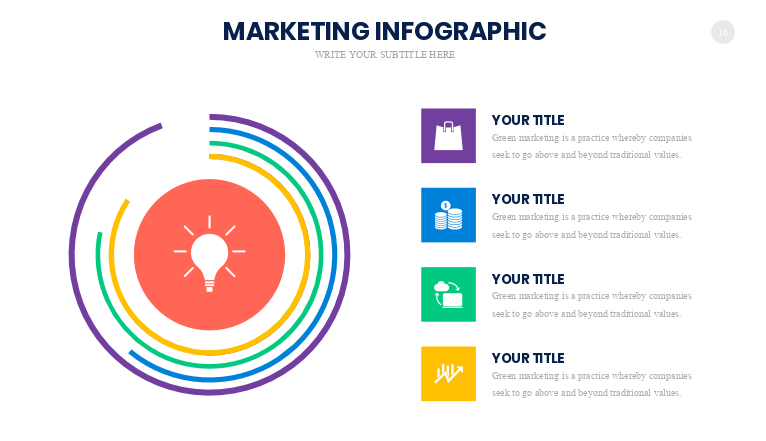 MARKETING INFOGRAPHIC
10
WRITE YOUR SUBTITLE HERE
YOUR TITLE
Green marketing is a practice whereby companies
seek to go above and beyond traditional values.
YOUR TITLE
Green marketing is a practice whereby companies
seek to go above and beyond traditional values.
YOUR TITLE
Green marketing is a practice whereby companies
seek to go above and beyond traditional values.
YOUR TITLE
Green marketing is a practice whereby companies
seek to go above and beyond traditional values.